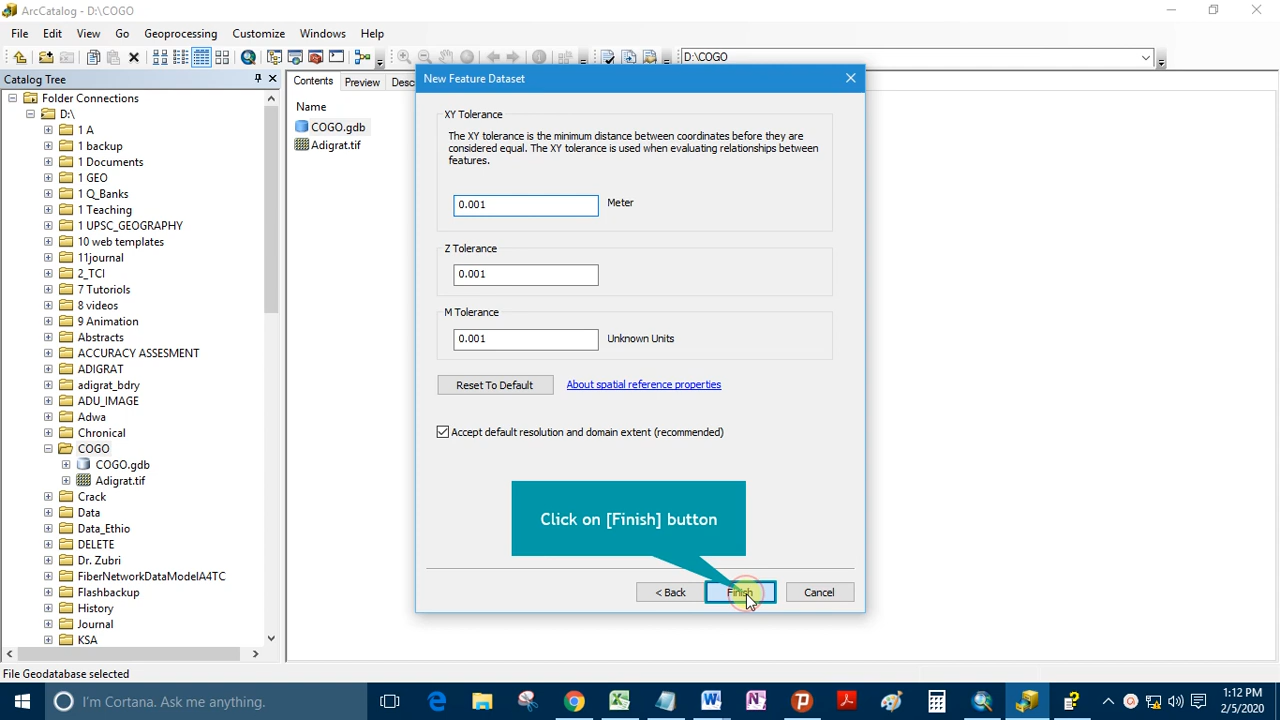 ArcCatalog - D:\COGO
File Edit View Go Geoprocessing Customize Windows Help
D:\COGO
Catalog Tree
Folder Connections
D:\
1 A
1 backup
1 Documents
1 GEO
1 Q_Banks
1 Teaching
1 UPSC_GEOGRAPHY
10 web templates
11journal
2_TCI
7 Tutoriols
8 videos
9 Animation
Abstracts
ACCURACY ASSESMENT
ADIGRAT
adigrat_bdry
ADU_IMAGE
Adwa
Chronical
COGO
COGO.gdb
Adigrat.tif
Crack
Data
Data_Ethio
DELETE
Dr. Zubri
FiberNetworkDataModelA4TC
Flashbackup
History
Journal
KSA
Contents Preview Desc
Name
COGO.gdb
Adigrat.tif
New Feature Dataset
XY Tolerance
The XY tolerance is the minimum distance between coordinates before they are
considered equal. The XY tolerance is used when evaluating relationships between
features.
0.001 Meter
Z Tolerance
0.001
M Tolerance
0.001 Unknown Units
Reset To Default About spatial reference properties
Accept default resolution and domain extent (recommended)
Click on [Finish] button
< Back Finish Cancel
File Geodatabase selected
I'm Cortana. Ask me anything.
1:12 PM
2/5/2020